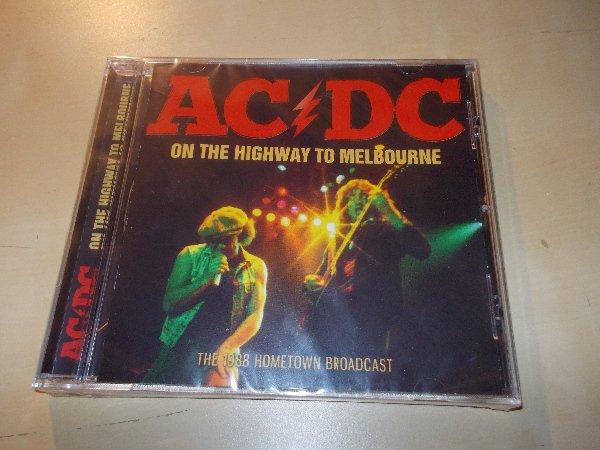 AC⚡DC
ON THE HIGHWAY TO MELBOURNE
THE 1988 HOMETOWN BROADCAST
AC⚡DC ON THE HIGHWAY TO MELBOURNE